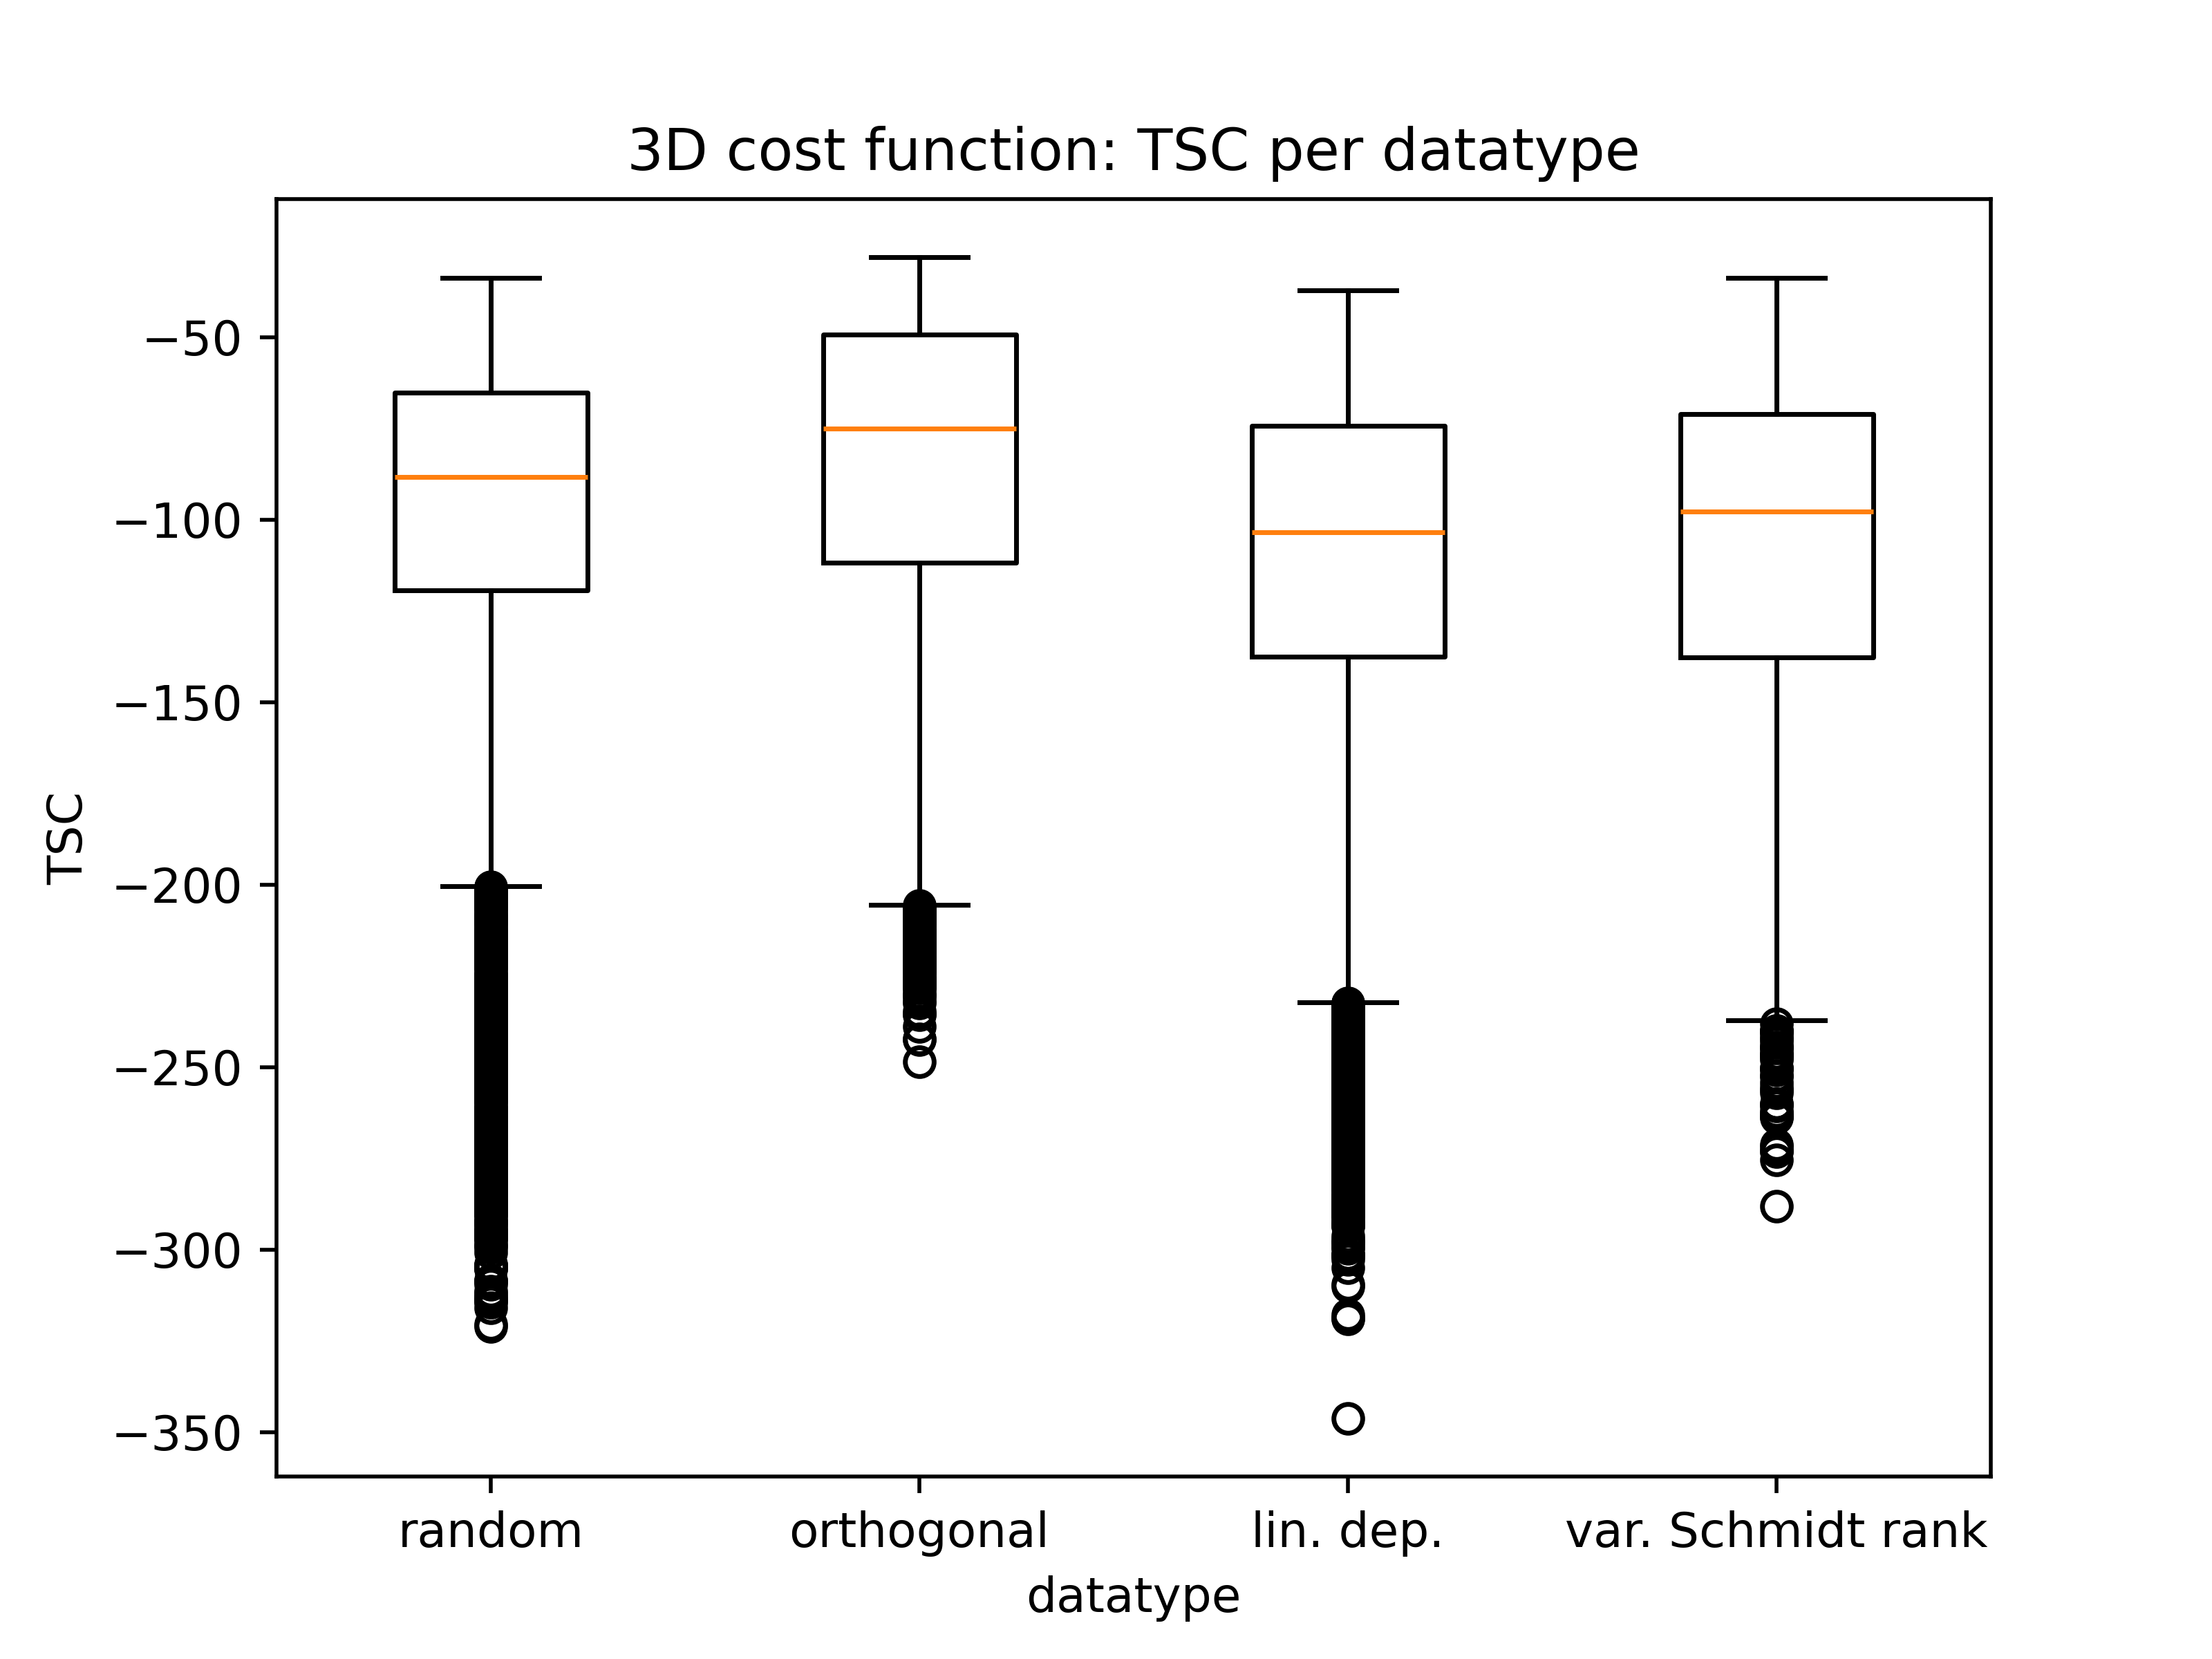 3D cost function: TSC per datatype
TSC
−50
−100
−150
−200
−250
−300
−350
random orthogonal lin. dep. var. Schmidt rank
datatype